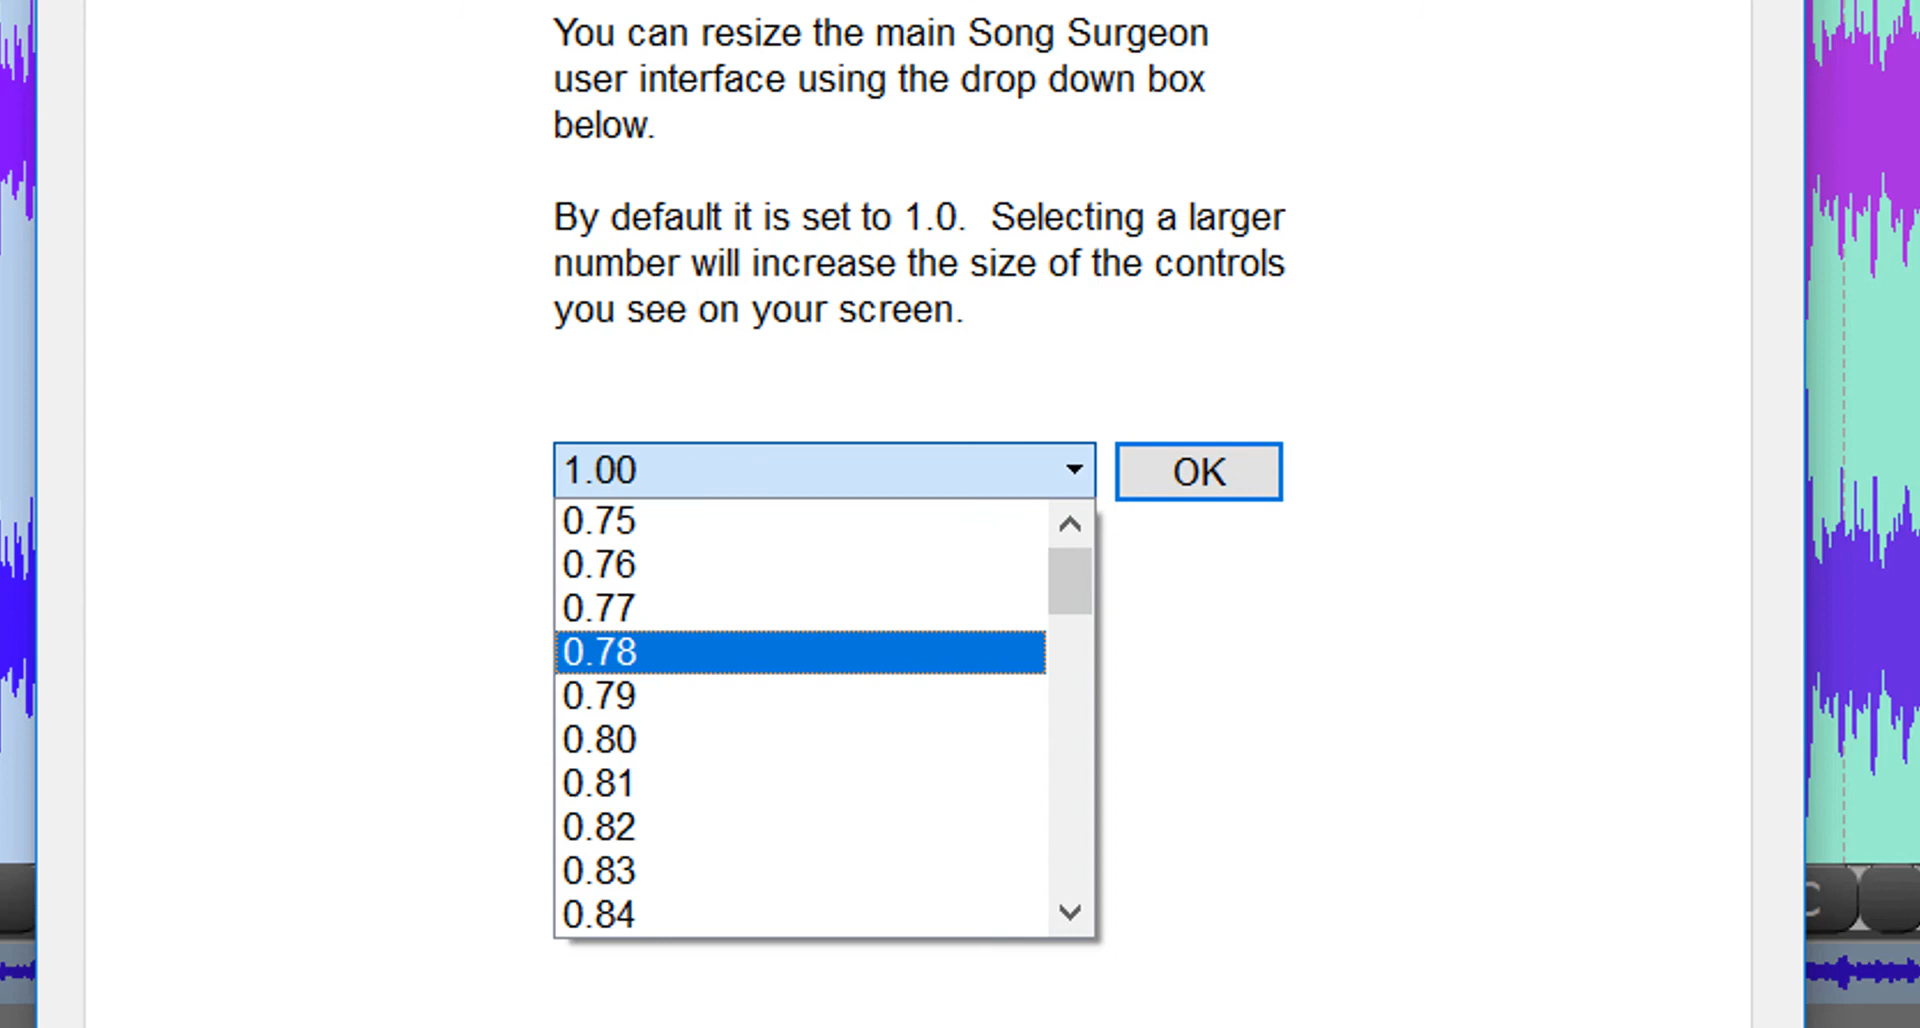 You can resize the main Song Surgeon
user interface using the drop down box
below.
By default it is set to 1.0.  Selecting a larger
number will increase the size of the controls
you see on your screen.
1.00
OK
0.75
0.76
0.77
0.78
0.79
0.80
0.81
0.82
0.83
0.84